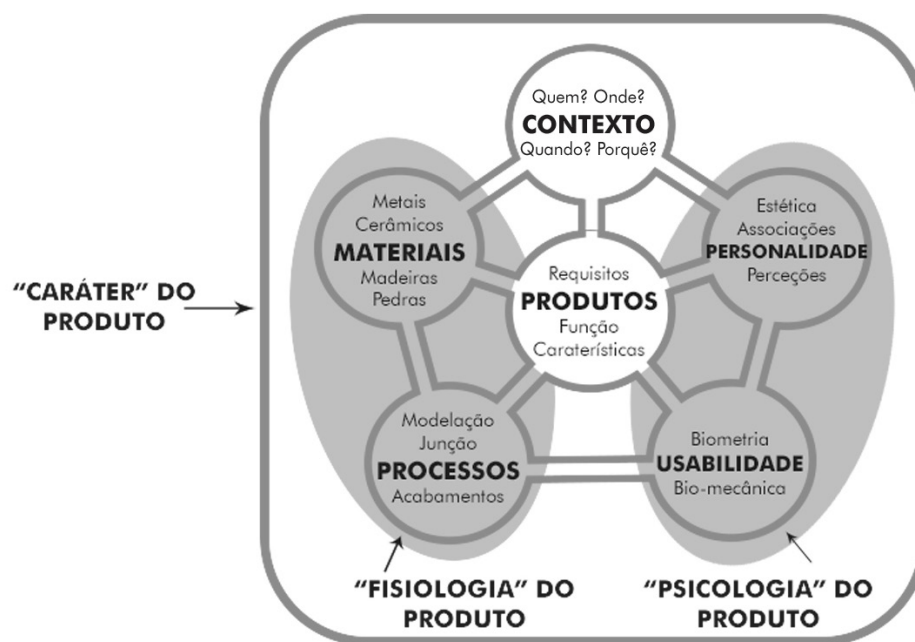 Quem? Onde?
CONTEXTO
Quando? Porquê?
Metais
Cerâmicos
MATERIAIS
Madeiras
Pedras
Estética
Associações
PERSONALIDADE
Perceções
Requisitos
PRODUTOS
Função
Caraterísticas
"CARÁTER" DO
PRODUTO
Modelação
Junção
PROCESSOS
Acabamentos
Biometria
USABILIDADE
Bio-mecânica
"FISIOLOGIA" DO
PRODUTO
"PSICOLOGIA" DO
PRODUTO